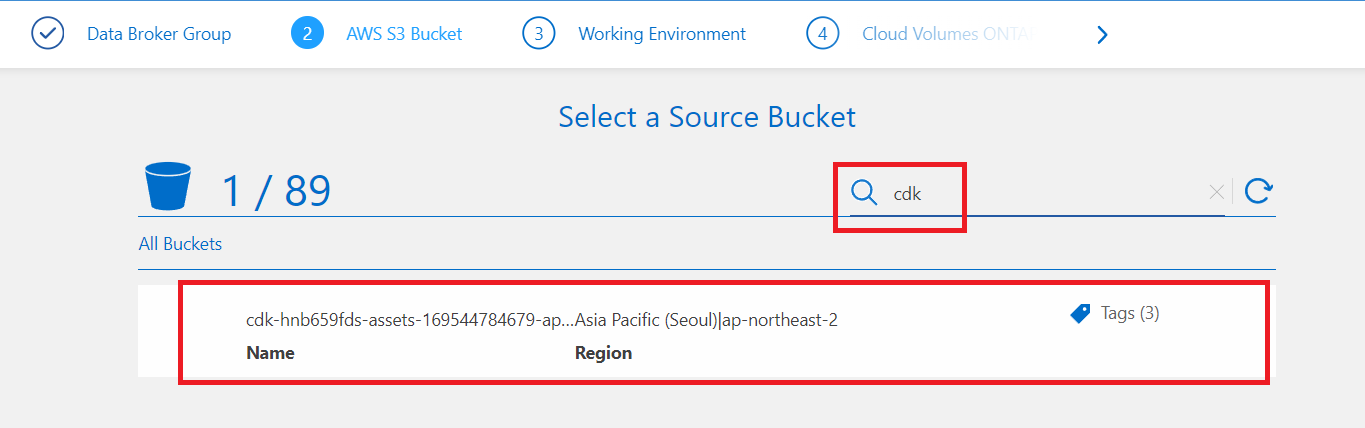 Data Broker Group 2 AWS S3 Bucket 3 Working Environment 4 Cloud Volumes ONTA
Select a Source Bucket
1 / 89 cdk
All Buckets
cdk-hnb659fds-assets-169544784679-ap...Asia Pacific (Seoul)|ap-northeast-2 Tags (3)
Name Region